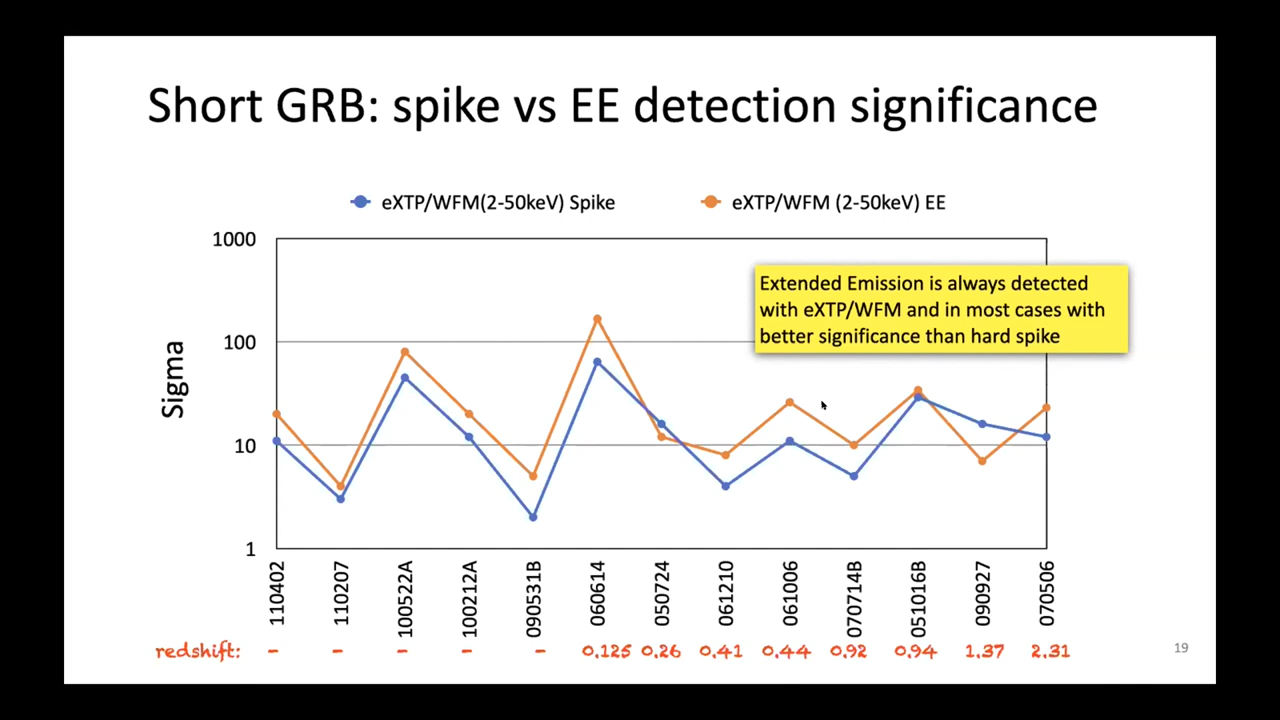 Short GRB: spike vs EE detection significance
eXTP/WFM(2-50keV) Spike
eXTP/WFM (2-50keV) EE
Extended Emission is always detected
with eXTP/WFM and in most cases with
better significance than hard spike
Sigma
1000
100
10
1
110402
110207
100522A
100212A
090531B
060614
050724
061210
061006
070714B
051016B
090927
070506
redshift: - - - - - 0.125 0.26 0.41 0.44 0.92 0.94 1.37 2.31
19